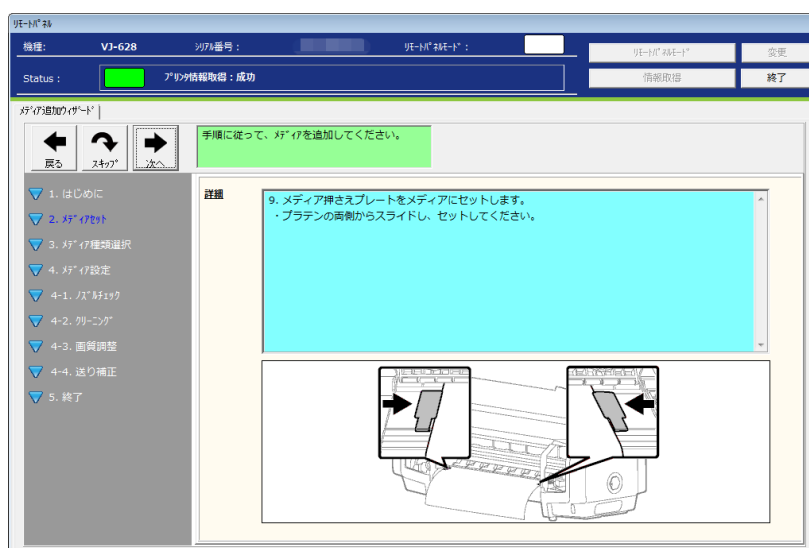 リモートパネル
機種: VJ-628 シリアル番号: リモートパネルモード: リモートパネルモード 変更
Status: プリンタ情報取得:成功 情報取得 終了
メディア追加ウィザード
戻る スキップ 次へ
手順に従って、メディアを追加してください。
1. はじめに
2. メディアセット
3. メディア種類選択
4. メディア設定
4-1. ノズルチェック
4-2. クリーニング
4-3. 画質調整
4-4. 送り補正
5. 終了
詳細
9. メディア押さえプレートをメディアにセットします。
・プラテンの両側からスライドし、セットしてください。